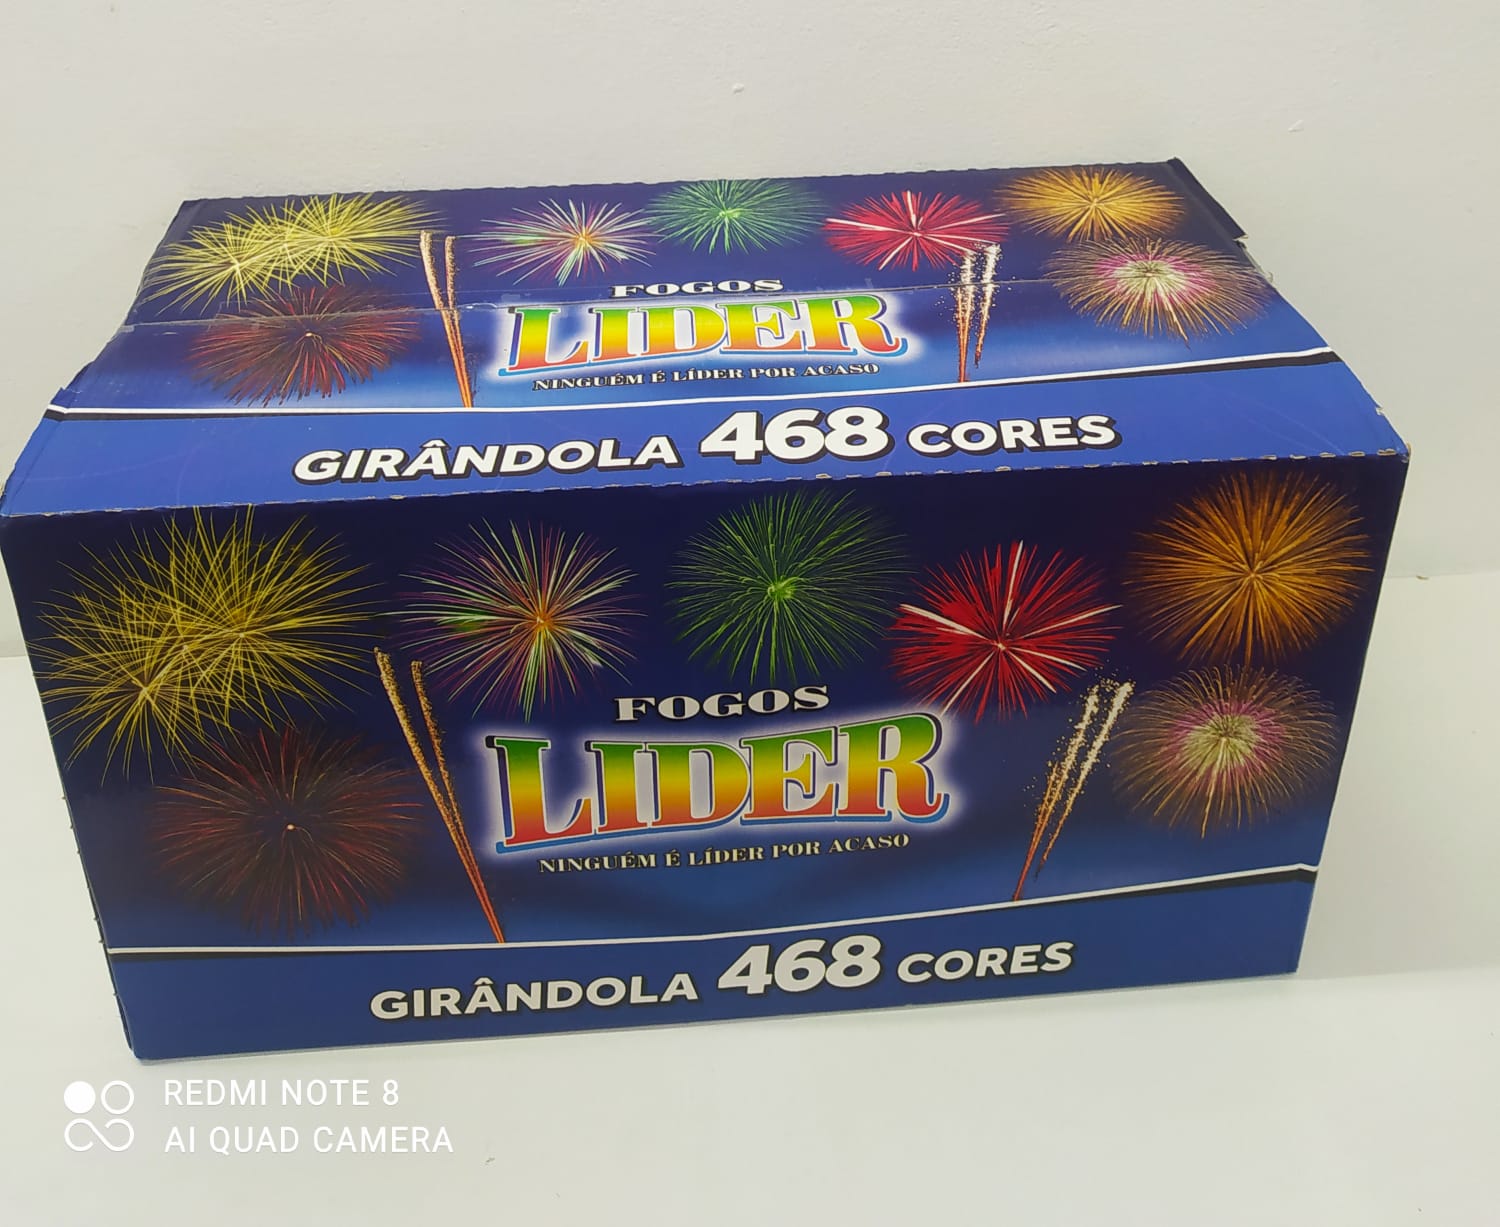 FOGOS
LIDER
NINGUÉM É LÍDER POR ACASO
GIRÂNDOLA 468 CORES
FOGOS
LIDER
NINGUÉM É LÍDER POR ACASO
GIRÂNDOLA 468 CORES
REDMI NOTE 8
AI QUAD CAMERA